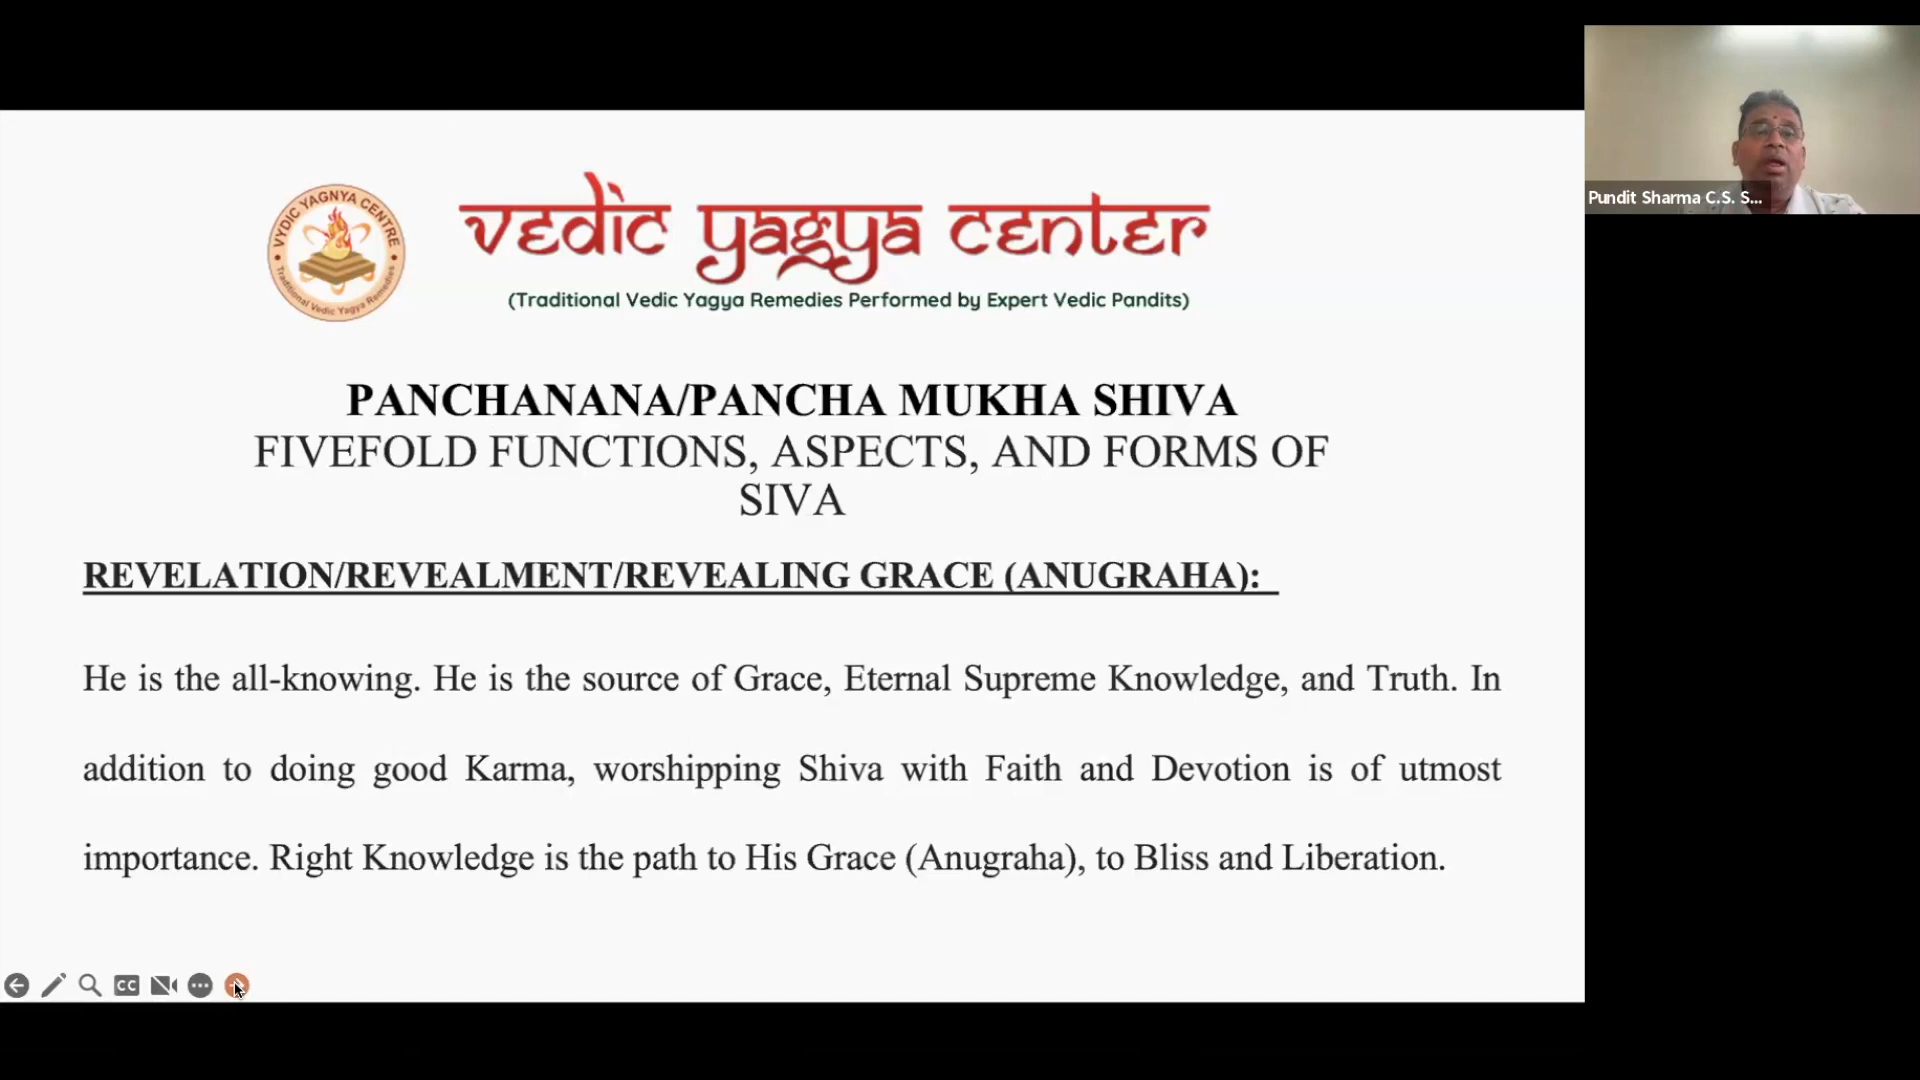 VYDIC YAGNYA CENTRE
Traditional Vedic Yagya Remedies
vedic yagya center
(Traditional Vedic Yagya Remedies Performed by Expert Vedic Pandits)
Pundit Sharma C.S. S...
PANCHANANA/PANCHA MUKHA SHIVA
FIVEFOLD FUNCTIONS, ASPECTS, AND FORMS OF
SIVA
REVELATION/REVEALMENT/REVEALING GRACE (ANUGRAHA):
He is the all-knowing. He is the source of Grace, Eternal Supreme Knowledge, and Truth. In
addition to doing good Karma, worshipping Shiva with Faith and Devotion is of utmost
importance. Right Knowledge is the path to His Grace (Anugraha), to Bliss and Liberation.
CC